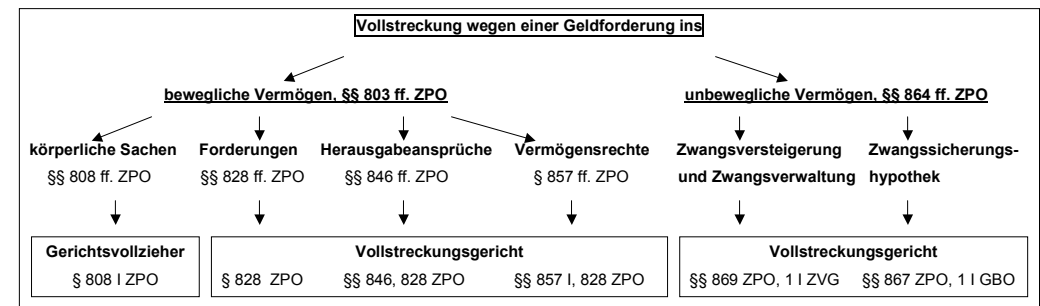 Vollstreckung wegen einer Geldforderung ins
bewegliche Vermögen, §§ 803 ff. ZPO unbewegliche Vermögen, §§ 864 ff. ZPO
körperliche Sachen Forderungen Herausgabeansprüche Vermögensrechte Zwangsversteigerung Zwangssicherungs-
§§ 808 ff. ZPO §§ 828 ff. ZPO §§ 846 ff. ZPO § 857 ff. ZPO und Zwangsverwaltung hypothek
Gerichtsvollzieher Vollstreckungsgericht Vollstreckungsgericht
§ 808 I ZPO § 828 ZPO §§ 846, 828 ZPO §§ 857 I, 828 ZPO §§ 869 ZPO, 1 I ZVG §§ 867 ZPO, 1 I GBO